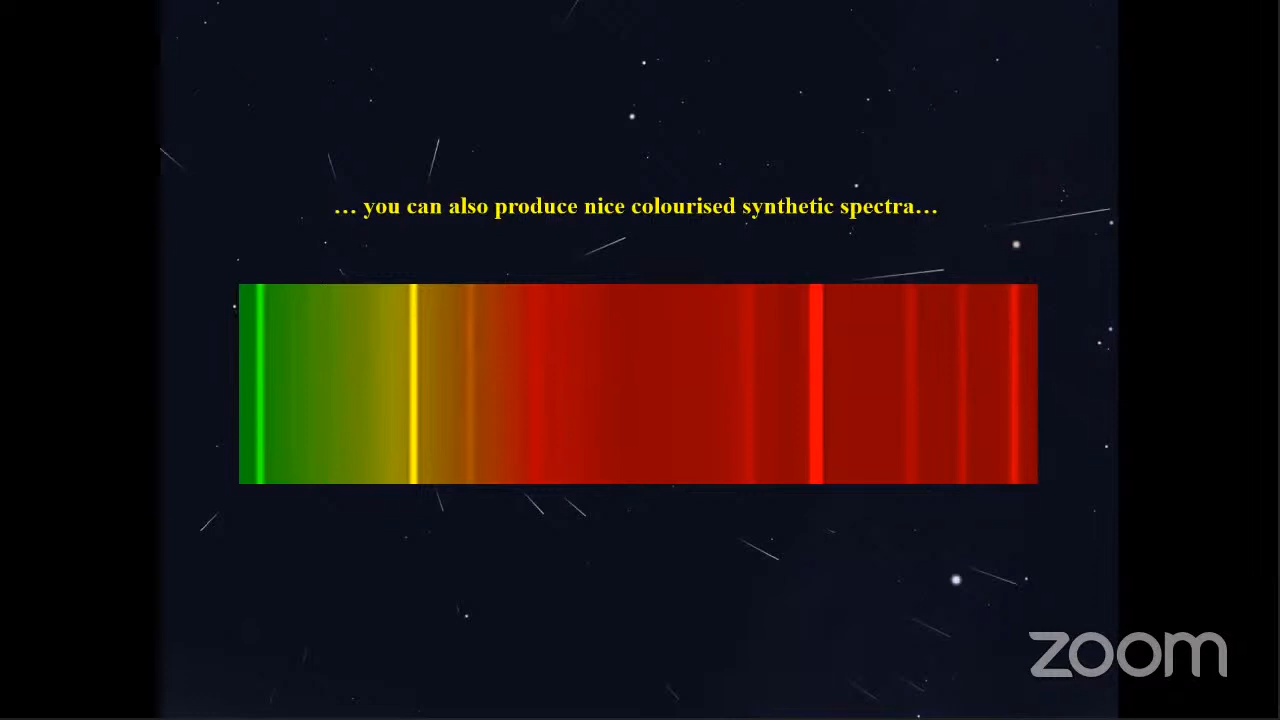 … you can also produce nice colourised synthetic spectra…
zoom